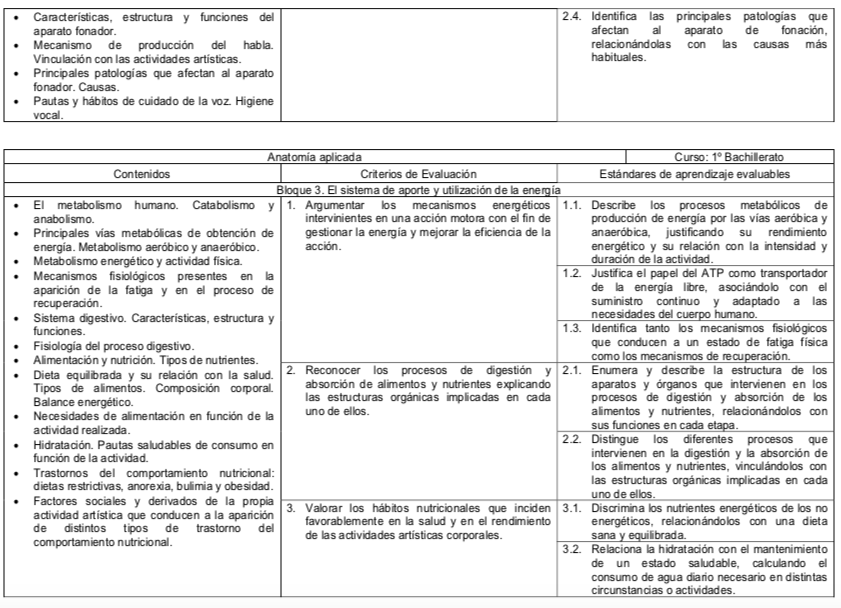 • Características, estructura y funciones del
aparato fonador.
• Mecanismo de producción del habla.
Vinculación con las actividades artísticas.
• Principales patologías que afectan al aparato
fonador. Causas.
• Pautas y hábitos de cuidado de la voz. Higiene
vocal.
2.4. Identifica las principales patologías que
afectan al aparato de fonación,
relacionándolas con las causas más
habituales.
Anatomía aplicada
Curso: 1º Bachillerato
Contenidos
Criterios de Evaluación
Estándares de aprendizaje evaluables
Bloque 3. El sistema de aporte y utilización de la energía
• El metabolismo humano. Catabolismo y
anabolismo.
• Principales vías metabólicas de obtención de
energía. Metabolismo aeróbico y anaeróbico.
• Metabolismo energético y actividad física.
• Mecanismos fisiológicos presentes en la
aparición de la fatiga y en el proceso de
recuperación.
• Sistema digestivo. Características, estructura y
funciones.
• Fisiología del proceso digestivo.
• Alimentación y nutrición. Tipos de nutrientes.
• Dieta equilibrada y su relación con la salud.
Tipos de alimentos. Composición corporal.
Balance energético.
• Necesidades de alimentación en función de la
actividad realizada.
• Hidratación. Pautas saludables de consumo en
función de la actividad.
• Trastornos del comportamiento nutricional:
dietas restrictivas, anorexia, bulimia y obesidad.
• Factores sociales y derivados de la propia
actividad artística que conducen a la aparición
de distintos tipos de trastorno del
comportamiento nutricional.
1. Argumentar los mecanismos energéticos
intervinientes en una acción motora con el fin de
gestionar la energía y mejorar la eficiencia de la
acción.
1.1. Describe los procesos metabólicos de
producción de energía por las vías aeróbica y
anaeróbica, justificando su rendimiento
energético y su relación con la intensidad y
duración de la actividad.
1.2. Justifica el papel del ATP como transportador
de la energía libre, asociándolo con el
suministro continuo y adaptado a las
necesidades del cuerpo humano.
1.3. Identifica tanto los mecanismos fisiológicos
que conducen a un estado de fatiga física
como los mecanismos de recuperación.
2. Reconocer los procesos de digestión y
absorción de alimentos y nutrientes explicando
las estructuras orgánicas implicadas en cada
uno de ellos.
2.1. Enumera y describe la estructura de los
aparatos y órganos que intervienen en los
procesos de digestión y absorción de los
alimentos y nutrientes, relacionándolos con
sus funciones en cada etapa.
2.2. Distingue los diferentes procesos que
intervienen en la digestión y la absorción de
los alimentos y nutrientes, vinculándolos con
las estructuras orgánicas implicadas en cada
uno de ellos.
3. Valorar los hábitos nutricionales que inciden
favorablemente en la salud y en el rendimiento
de las actividades artísticas corporales.
3.1. Discrimina los nutrientes energéticos de los no
energéticos, relacionándolos con una dieta
sana y equilibrada.
3.2. Relaciona la hidratación con el mantenimiento
de un estado saludable, calculando el
consumo de agua diario necesario en distintas
circunstancias o actividades.